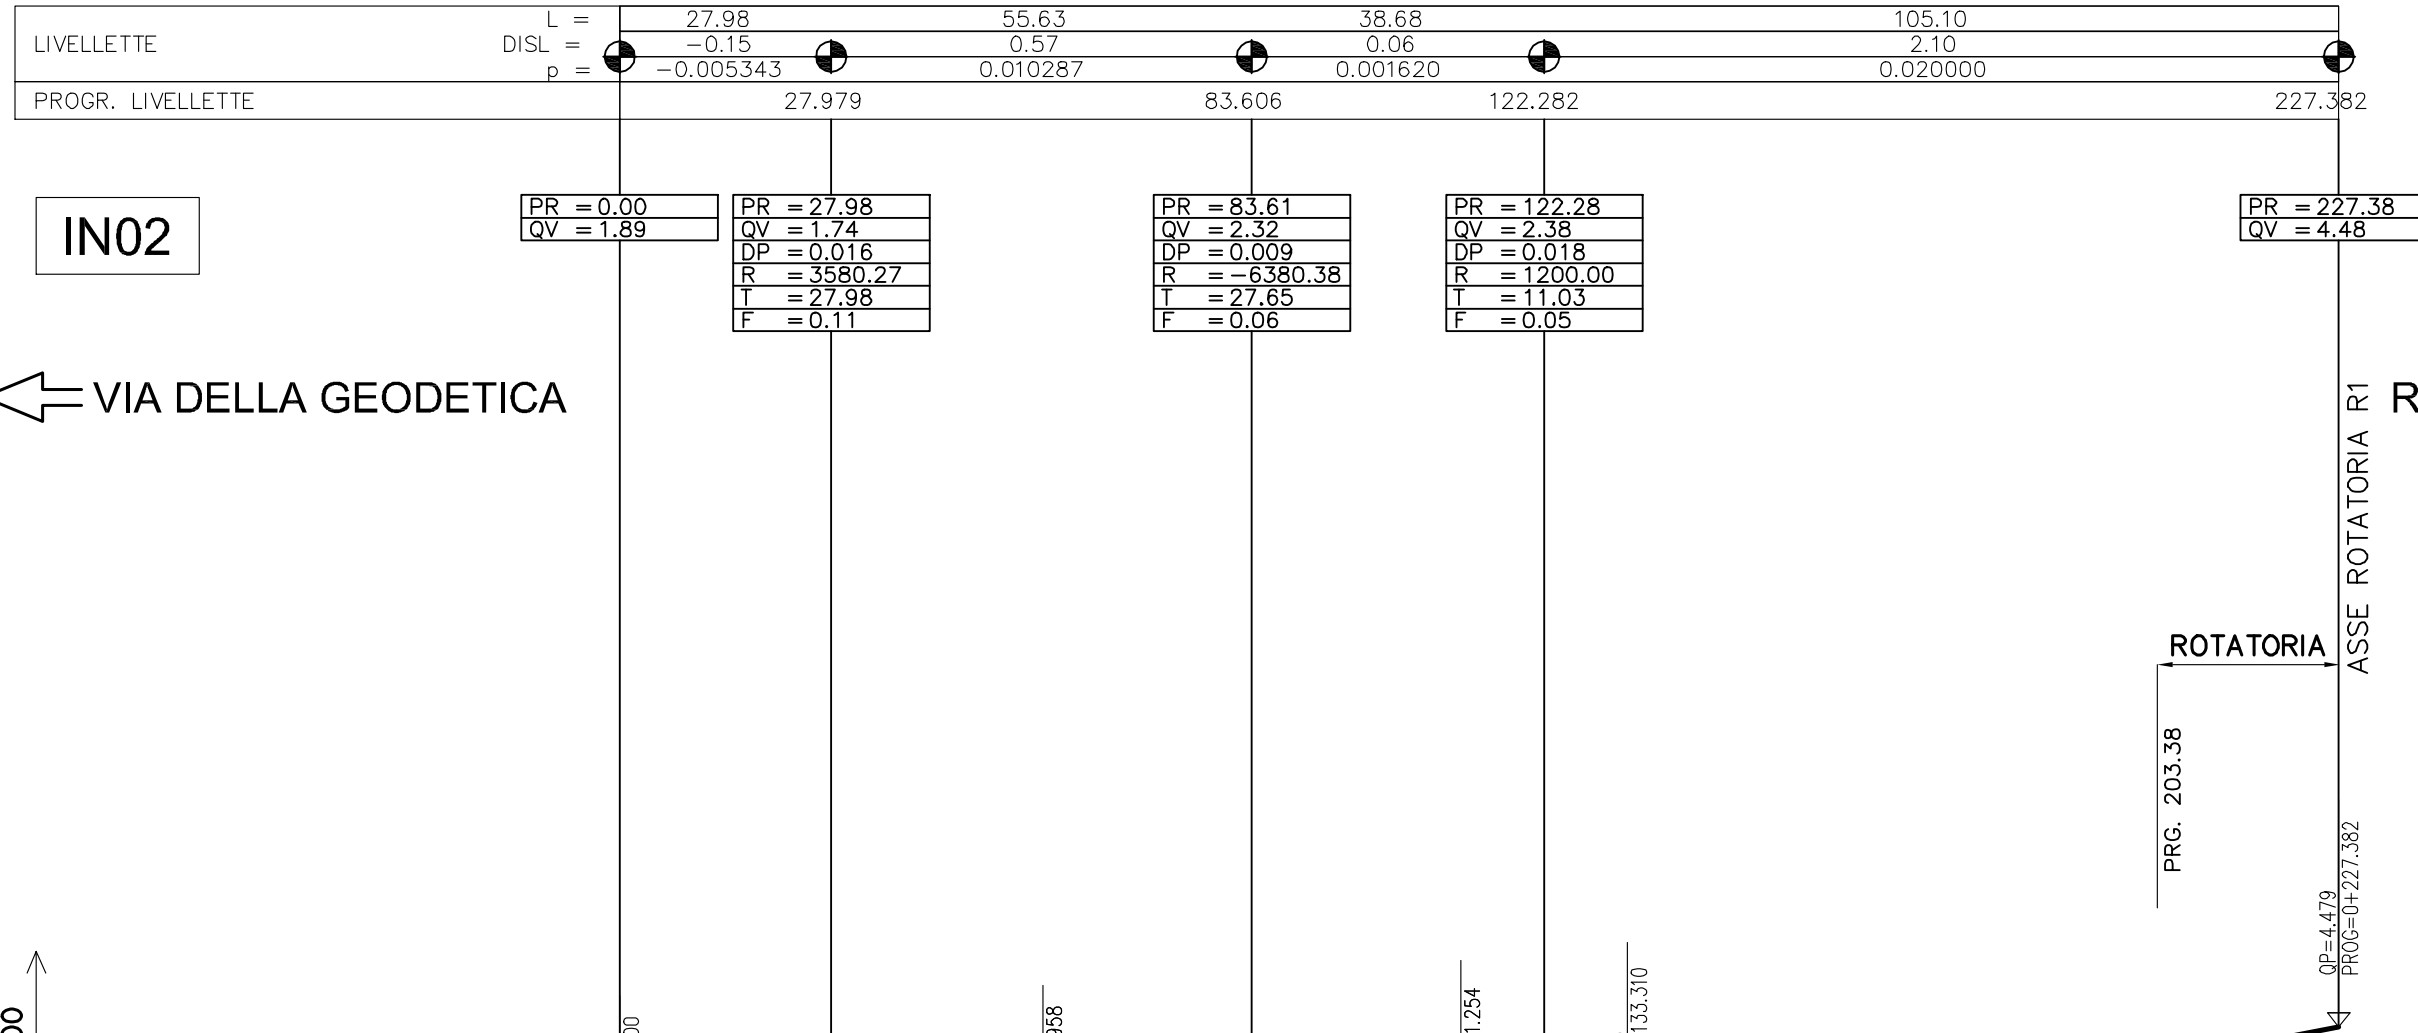 L = 27.98 55.63 38.68 105.10
LIVELLETTE DISL = -0.15 0.57 0.06 2.10
p = -0.005343 0.010287 0.001620 0.020000
PROGR. LIVELLETTE 27.979 83.606 122.282 227.382
IN02
PR = 0.00
QV = 1.89
PR = 27.98
QV = 1.74
DP = 0.016
R = 3580.27
T = 27.98
F = 0.11
PR = 83.61
QV = 2.32
DP = 0.009
R = -6380.38
T = 27.65
F = 0.06
PR = 122.28
QV = 2.38
DP = 0.018
R = 1200.00
T = 11.03
F = 0.05
PR = 227.38
QV = 4.48
VIA DELLA GEODETICA
R
ASSE ROTATORIA R1
ROTATORIA
PRG. 203.38
QP=4.479
PROG=0+227.382
958
1.254
133.310
00
00